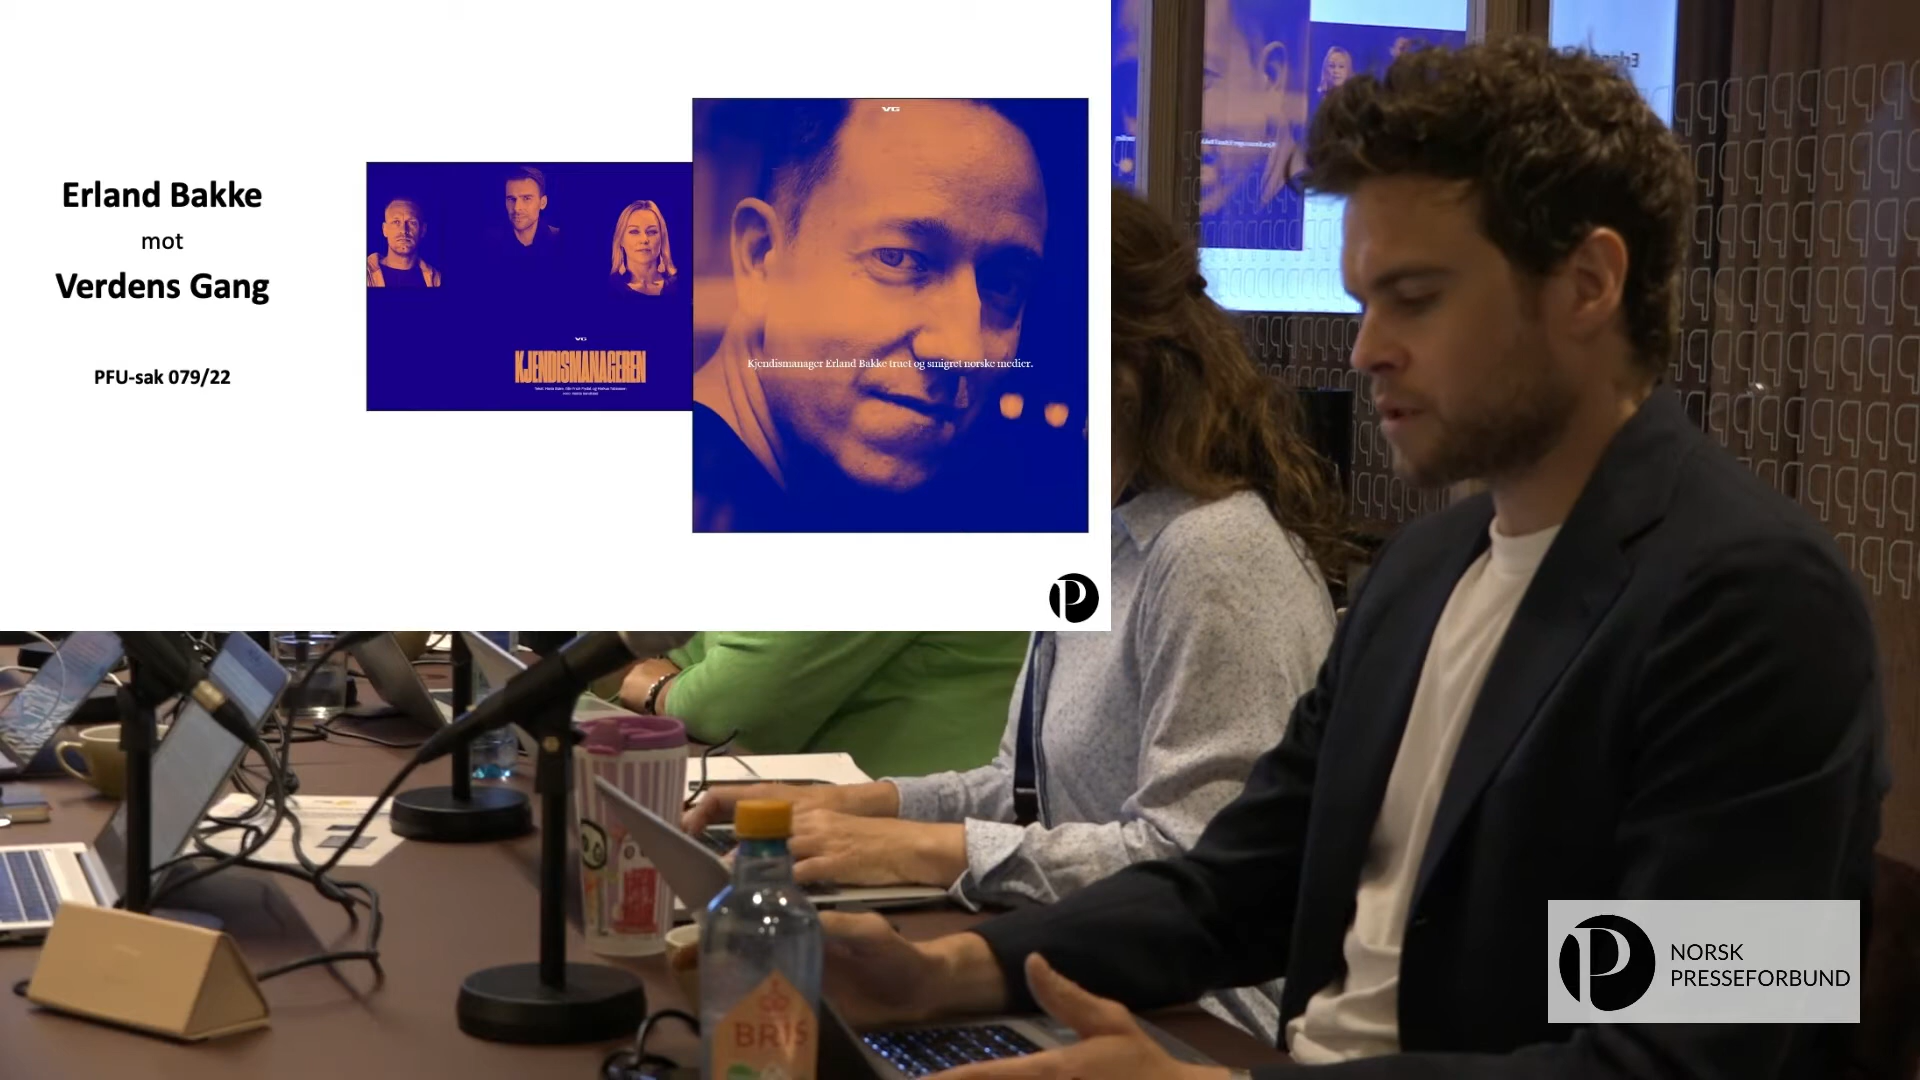 Erland Bakke
mot
Verdens Gang
PFU-sak 079/22
VG
KJENDISMANAGEREN
VG
Kjendismanager Erland Bakke truet og smigret norske medier.
P
BRIS
P
NORSK
PRESSEFORBUND